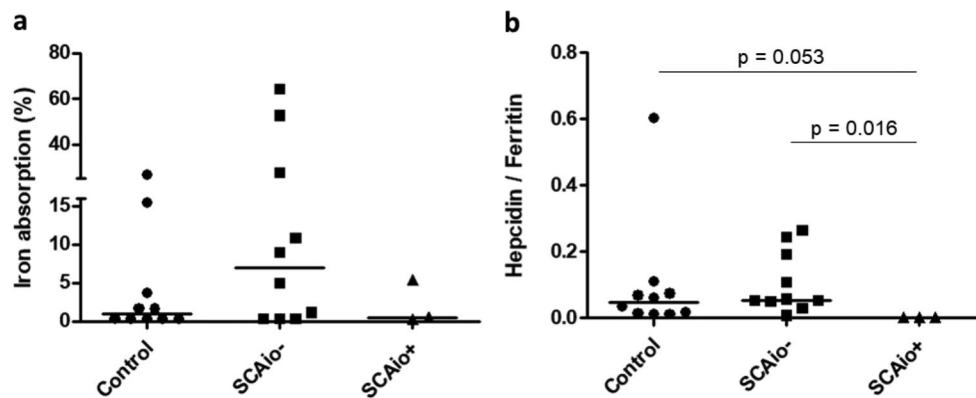 a
Iron absorption (%)
80
60
40
15
10
5
0
Control
SCAio-
SCAio+
b
Hepcidin / Ferritin
0.8
0.6
0.4
0.2
0.0
p = 0.053
p = 0.016
Control
SCAio-
SCAio+